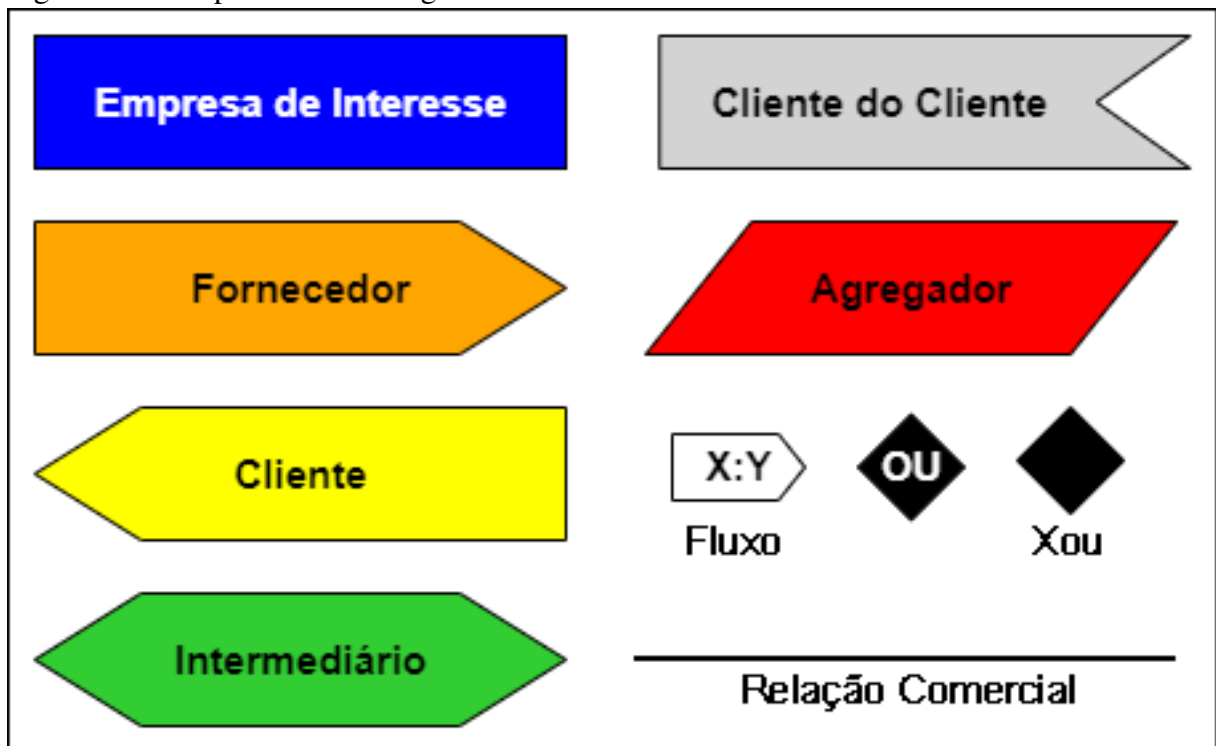 Empresa de Interesse
Cliente do Cliente
Fornecedor
Agregador
Cliente
X:Y
OU
Fluxo
Xou
Intermediário
Relação Comercial